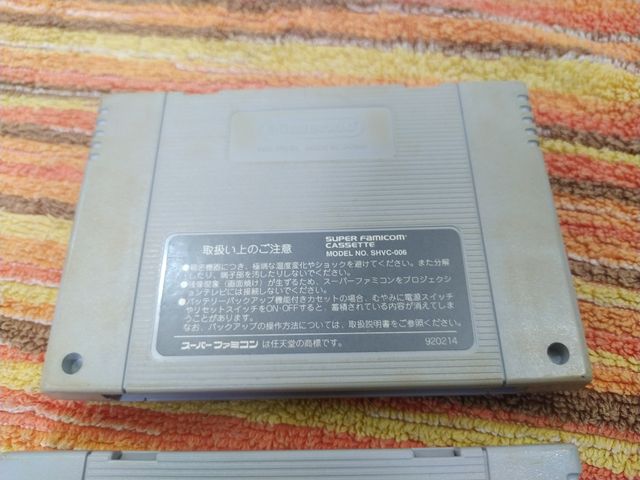 取扱い上のご注意
SUPER FAMICOM
CASSETTE
MODEL NO. SHVC-006
●精密機器につき、極端な温度変化やショックを避けてください。また分解
したり、端子部を汚したりしないでください。
●残像現象（画面焼け）が生ずるため、スーパーファミコンをプロジェクシ
ョンテレビには接続しないでください。
●バッテリーバックアップ機能付きカセットの場合、むやみに電源スイッチ
やリセットスイッチをON-OFFすると、蓄積されている内容が消えてしま
うことがあります。
なお、バックアップの操作方法については、取扱説明書をご参照ください。
スーパーファミコン は任天堂の商標です。
920214